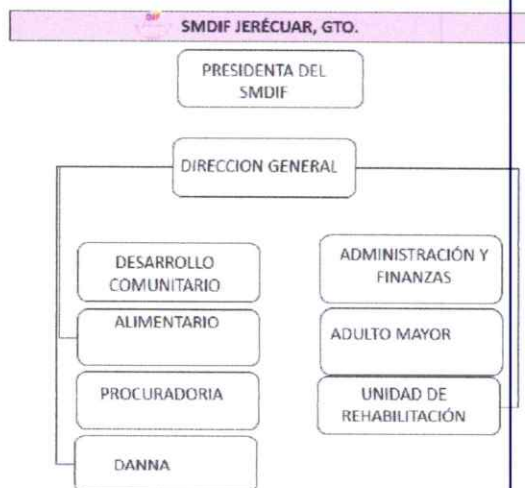 SMDIF JERÉCUAR, GTO.
PRESIDENTA DEL
SMDIF
DIRECCION GENERAL
DESARROLLO
COMUNITARIO
ALIMENTARIO
PROCURADORIA
DANNA
ADMINISTRACIÓN Y
FINANZAS
ADULTO MAYOR
UNIDAD DE
REHABILITACIÓN